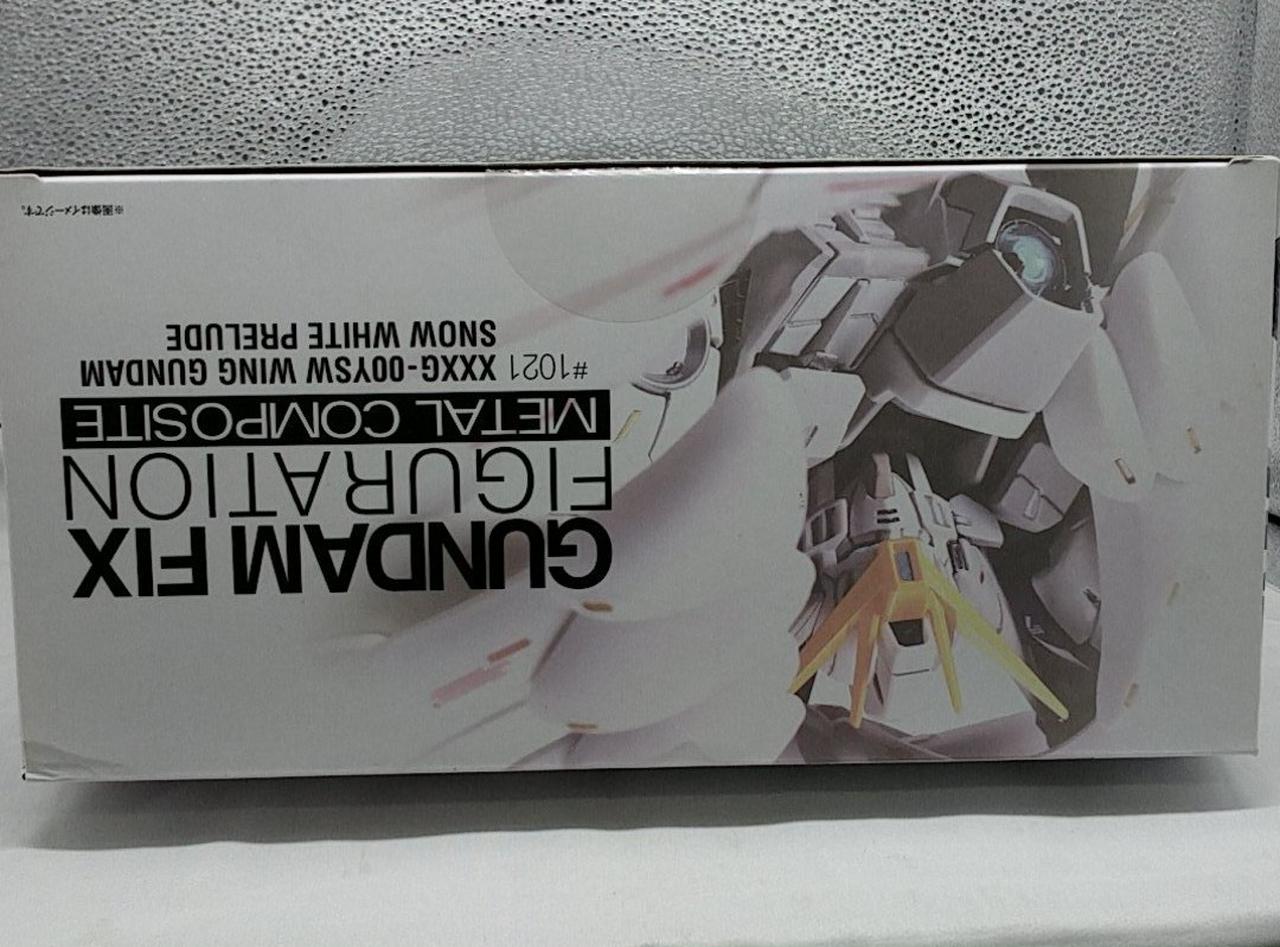 GUNDAM FIX
FIGURATION
METAL COMPOSITE
#1021 XXXG-00YSW WING GUNDAM
SNOW WHITE PRELUDE
※画像はイメージです。